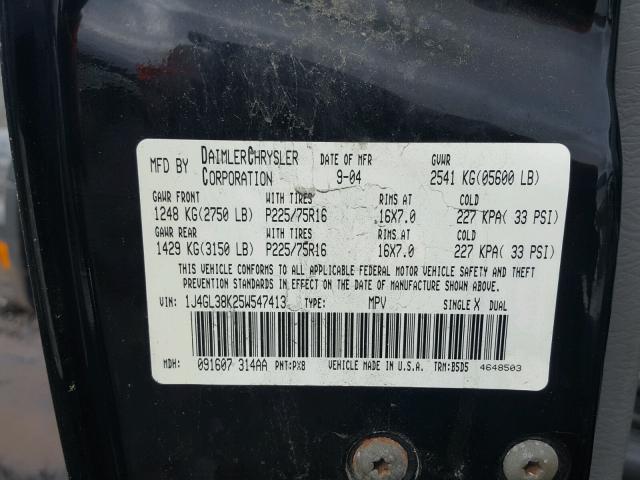 MFD BY DAIMLERCHRYSLER CORPORATION DATE OF MFR 9-04 GVWR 2541 KG(05600 LB)
GAWR FRONT WITH TIRES RIMS AT COLD
1248 KG(2750 LB) P225/75R16 16X7.0 227 KPA( 33 PSI)
GAWR REAR WITH TIRES RIMS AT COLD
1429 KG(3150 LB) P225/75R16 16X7.0 227 KPA( 33 PSI)
THIS VEHICLE CONFORMS TO ALL APPLICABLE FEDERAL MOTOR VEHICLE SAFETY AND THEFT
PREVENTION STANDARDS IN EFFECT ON THE DATE OF MANUFACTURE SHOWN ABOVE.
VIN: 1J4GL38K25W547413 TYPE: MPV SINGLE X DUAL
MDH: 091607 314AA PNT:PX8 VEHICLE MADE IN U.S.A. TRM:B5D5 4648503